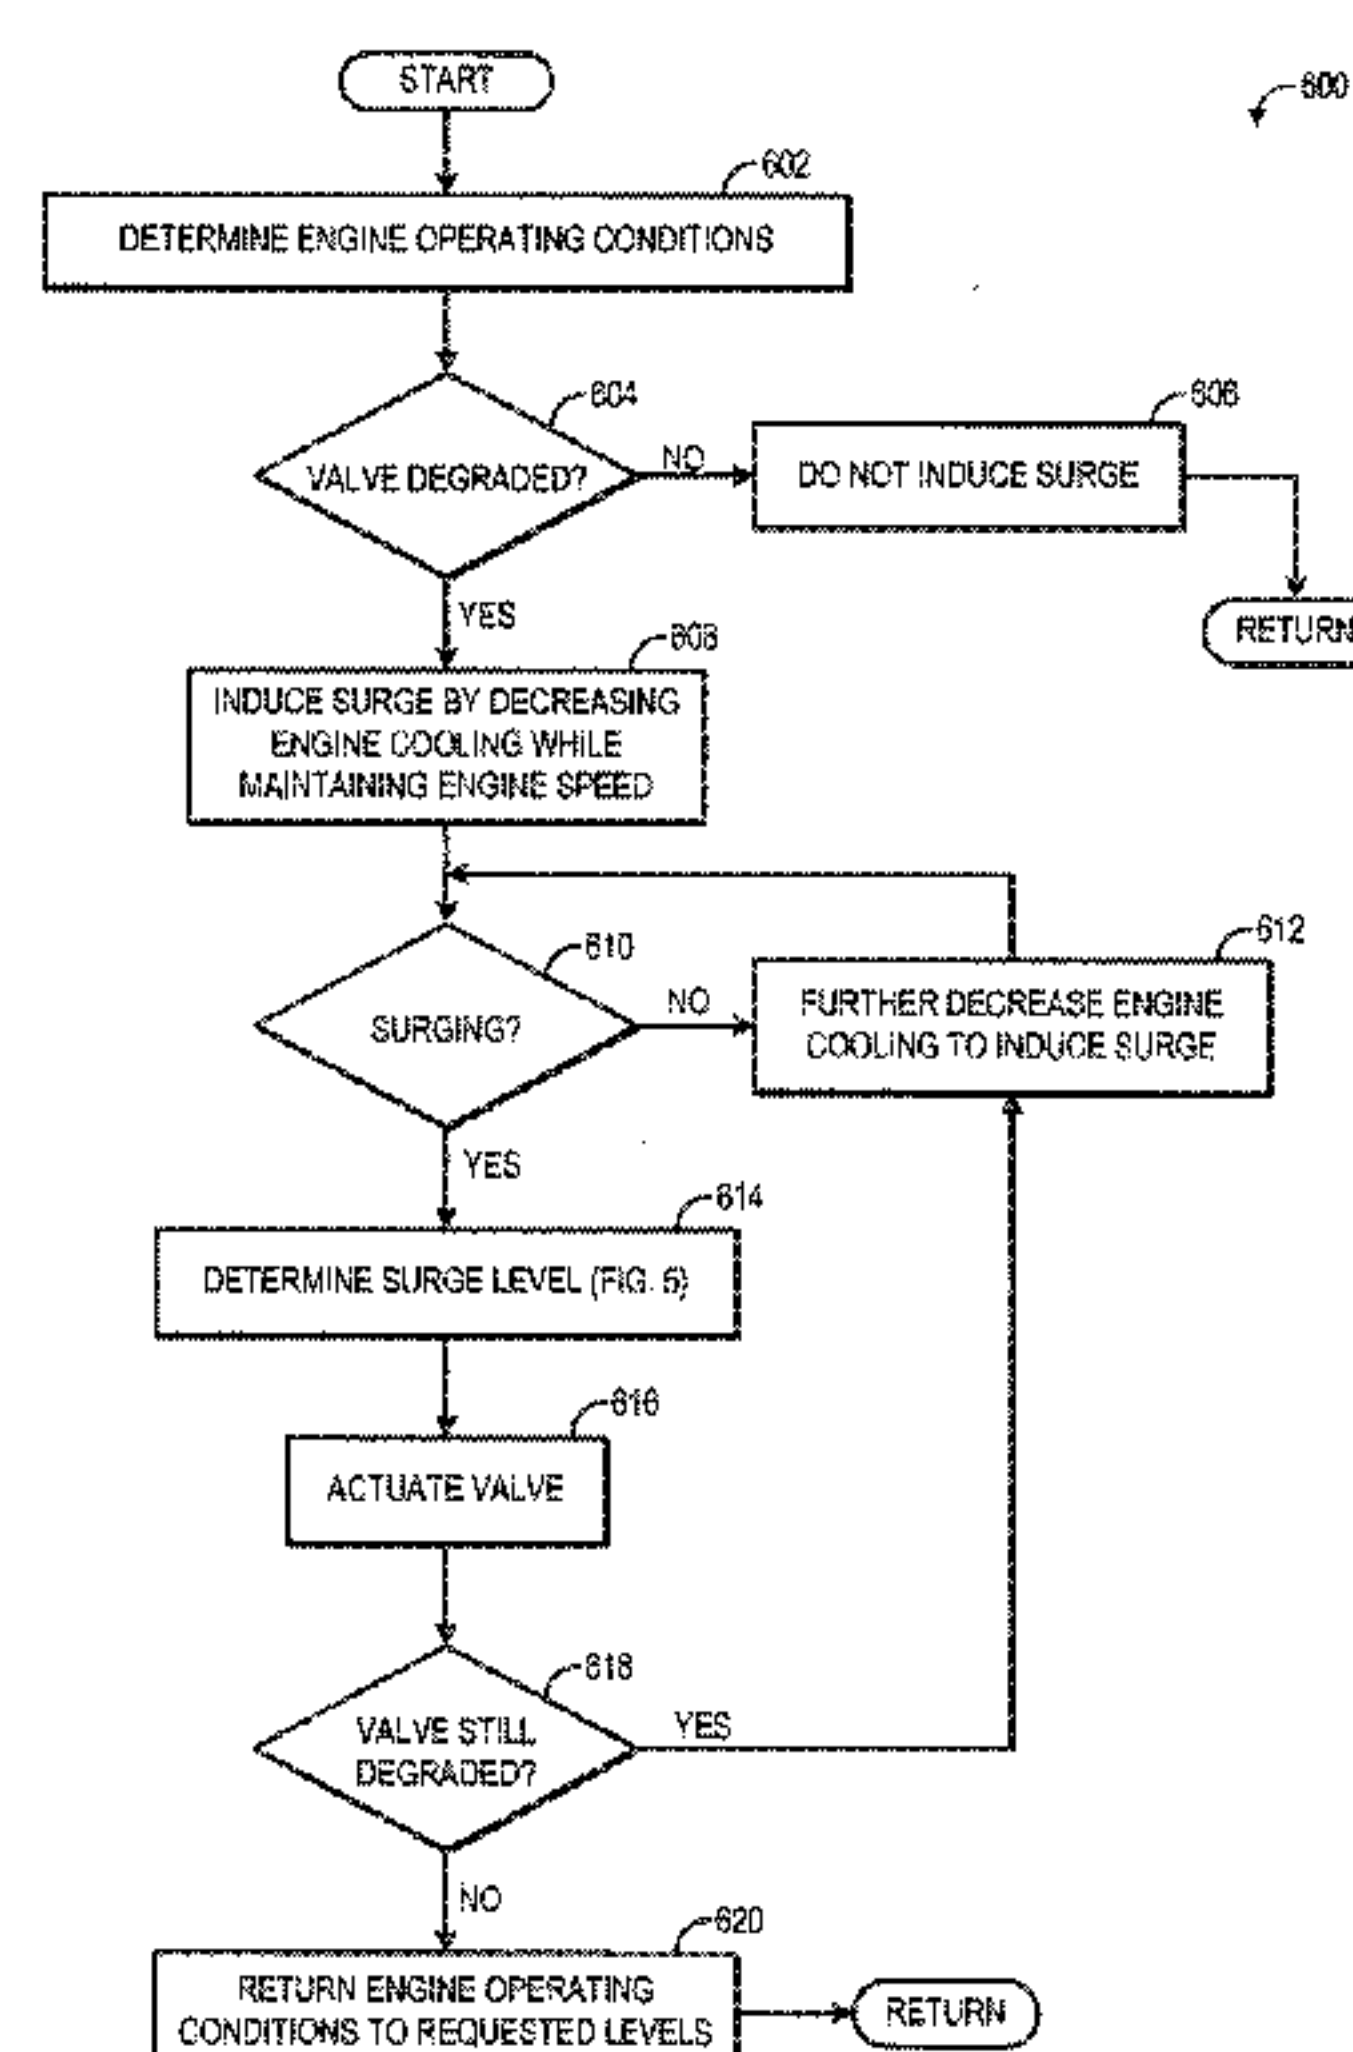 START
600
602
DETERMINE ENGINE OPERATING CONDITIONS
604
VALVE DEGRADED?
NO
606
DO NOT INDUCE SURGE
RETURN
YES
608
INDUCE SURGE BY DECREASING
ENGINE COOLING WHILE
MAINTAINING ENGINE SPEED
610
SURGING?
NO
612
FURTHER DECREASE ENGINE
COOLING TO INDUCE SURGE
YES
614
DETERMINE SURGE LEVEL (FIG. 5)
616
ACTUATE VALVE
618
VALVE STILL
DEGRADED?
YES
NO
620
RETURN ENGINE OPERATING
CONDITIONS TO REQUESTED LEVELS
RETURN